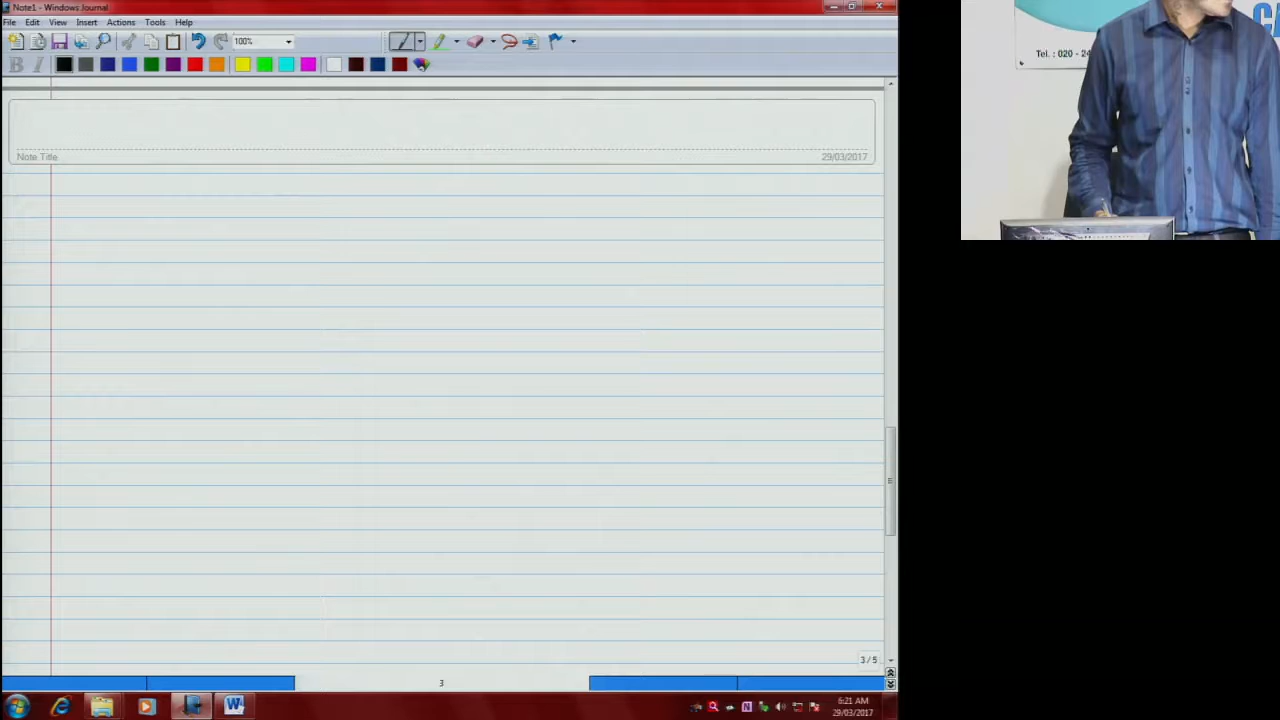 Note1 - Windows Journal
File Edit View Insert Actions Tools Help
100%
B I
Note Title
29/03/2017
3 / 5
3
6:21 AM
29/03/2017
Tel. : 020 - 24
CA